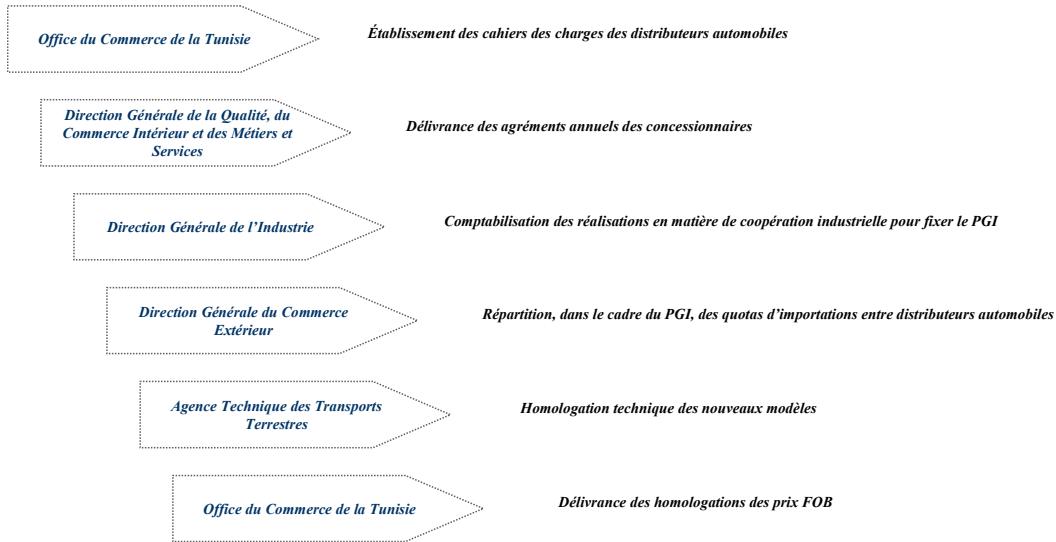 Office du Commerce de la Tunisie
Établissement des cahiers des charges des distributeurs automobiles
Direction Générale de la Qualité, du
Commerce Intérieur et des Métiers et
Services
Délivrance des agréments annuels des concessionnaires
Direction Générale de l’Industrie
Comptabilisation des réalisations en matière de coopération industrielle pour fixer le PGI
Direction Générale du Commerce
Extérieur
Répartition, dans le cadre du PGI, des quotas d’importations entre distributeurs automobiles
Agence Technique des Transports
Terrestres
Homologation technique des nouveaux modèles
Office du Commerce de la Tunisie
Délivrance des homologations des prix FOB